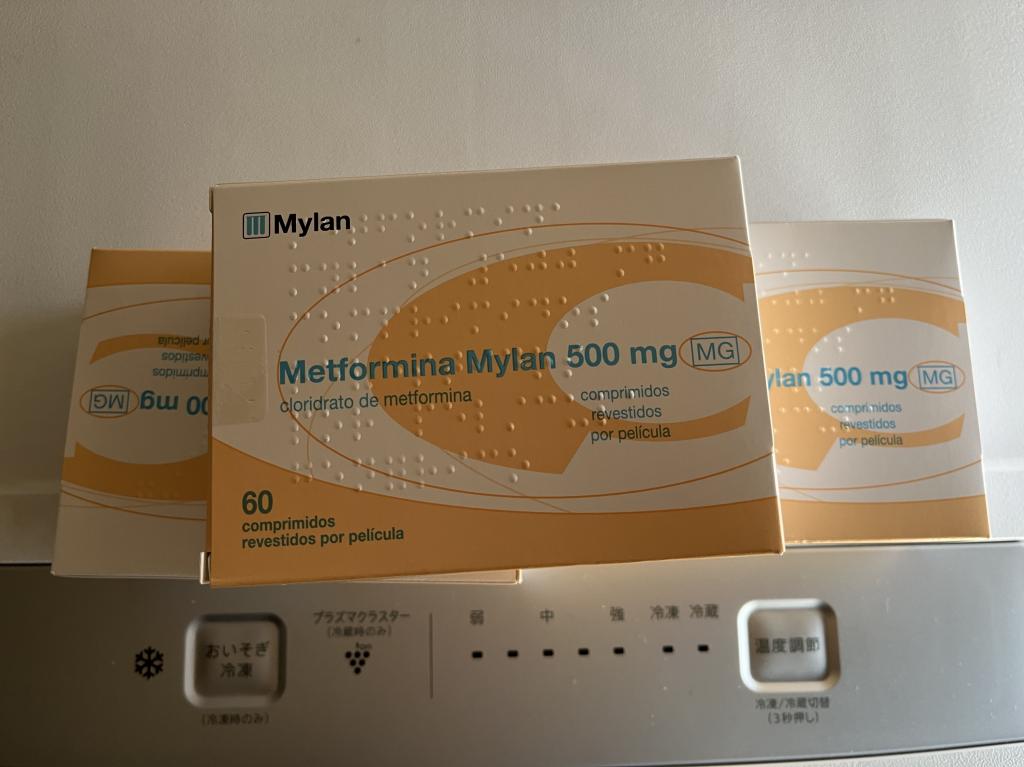 Mylan
Metformina Mylan 500 mg MG
cloridrato de metformina
comprimidos
revestidos
por película
60
comprimidos
revestidos por película
ylan 500 mg MG
comprimidos
revestidos
por película
00 mg MG
omprimidos
evestidos
or película
おいそぎ
冷凍
(冷凍時のみ)
プラズマクラスター
(冷蔵時のみ)
弱 中 強 冷凍 冷蔵
温度調節
冷凍/冷蔵切替
(3秒押し)